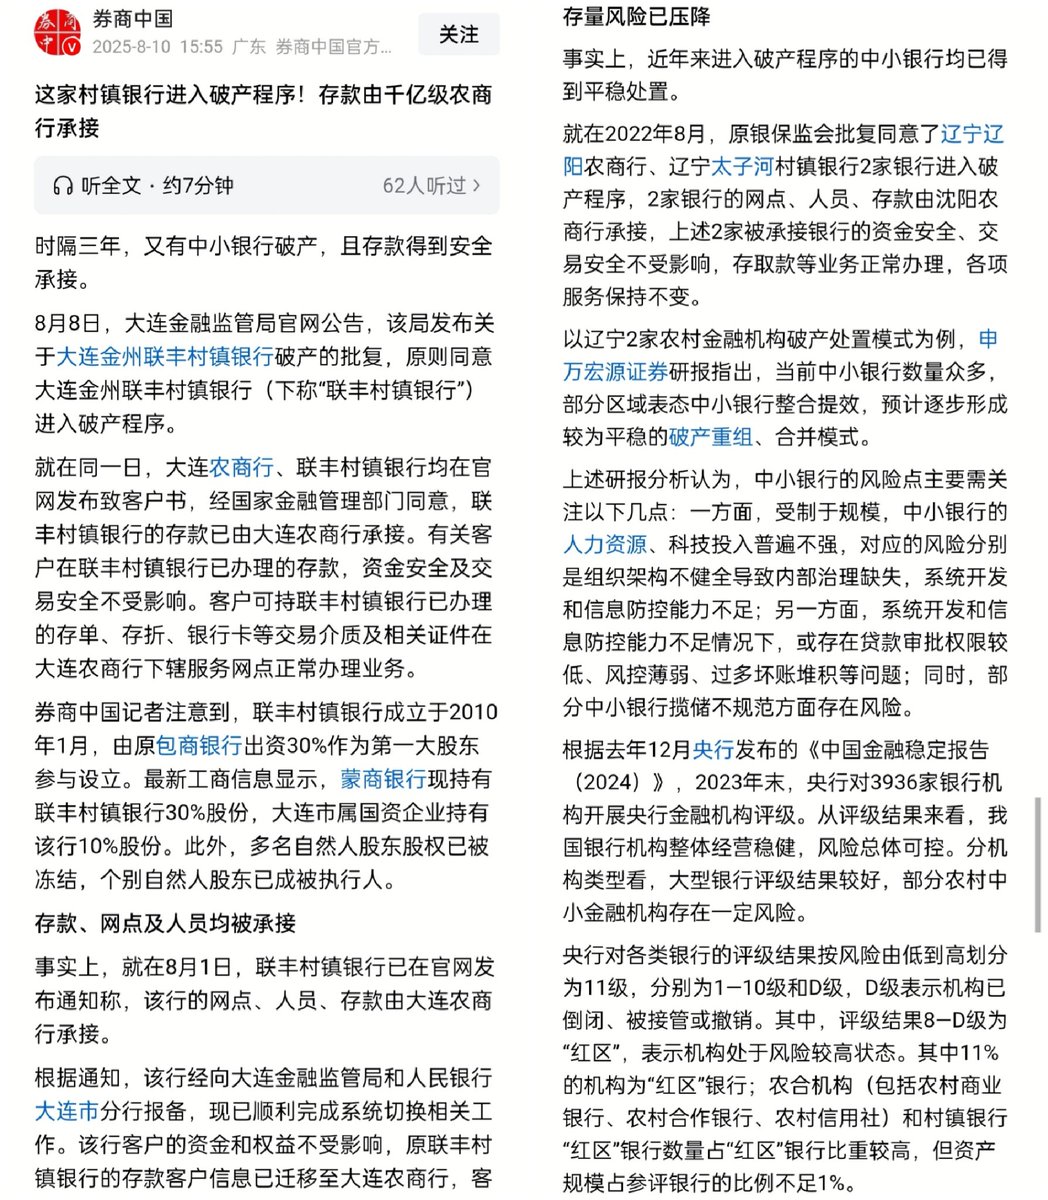 券商中国
2025-8-10 15:55 广东 券商中国官方...
关注
这家村镇银行进入破产程序！存款由千亿级农商
行承接
听全文·约7分钟
62人听过 >
时隔三年，又有中小银行破产，且存款得到安全
承接。
8月8日，大连金融监管局官网公告，该局发布关
于大连金州联丰村镇银行破产的批复，原则同意
大连金州联丰村镇银行（下称“联丰村镇银行”）
进入破产程序。
就在同一日，大连农商行、联丰村镇银行均在官
网发布致客户书，经国家金融管理部门同意，联
丰村镇银行的存款已由大连农商行承接。有关客
户在联丰村镇银行已办理的存款，资金安全及交
易安全不受影响。客户可持联丰村镇银行已办理
的存单、存折、银行卡等交易介质及相关证件在
大连农商行下辖服务网点正常办理业务。
券商中国记者注意到，联丰村镇银行成立于2010
年1月，由原包商银行出资30%作为第一大股东
参与设立。最新工商信息显示，蒙商银行现持有
联丰村镇银行30%股份，大连市属国资企业持有
该行10%股份。此外，多名自然人股东股权已被
冻结，个别自然人股东已成被执行人。
存款、网点及人员均被承接
事实上，就在8月1日，联丰村镇银行已在官网发
布通知称，该行的网点、人员、存款由大连农商
行承接。
根据通知，该行经向大连金融监管局和人民银行
大连市分行报备，现已顺利完成系统切换相关工
作。该行客户的资金和权益不受影响，原联丰村
镇银行的存款客户信息已迁移至大连农商行，客
存量风险已压降
事实上，近年来进入破产程序的中小银行均已得
到平稳处置。
就在2022年8月，原银保监会批复同意了辽宁辽
阳农商行、辽宁太子河村镇银行2家银行进入破
产程序，2家银行的网点、人员、存款由沈阳农
商行承接，上述2家被承接银行的资金安全、交
易安全不受影响，存取款等业务正常办理，各项
服务保持不变。
以辽宁2家农村金融机构破产处置模式为例，申
万宏源证券研报指出，当前中小银行数量众多，
部分区域表态中小银行整合提效，预计逐步形成
较为平稳的破产重组、合并模式。
上述研报分析认为，中小银行的风险点主要需关
注以下几点：一方面，受制于规模，中小银行的
人力资源、科技投入普遍不强，对应的风险分别
是组织架构不健全导致内部治理缺失，系统开发
和信息防控能力不足；另一方面，系统开发和信
息防控能力不足情况下，或存在贷款审批权限较
低、风控薄弱、过多坏账堆积等问题；同时，部
分中小银行揽储不规范方面存在风险。
根据去年12月央行发布的《中国金融稳定报告
（2024）》，2023年末，央行对3936家银行机
构开展央行金融机构评级。从评级结果来看，我
国银行机构整体经营稳健，风险总体可控。分机
构类型看，大型银行评级结果较好，部分农村中
小金融机构存在一定风险。
央行对各类银行的评级结果按风险由低到高划分
为11级，分别为1—10级和D级，D级表示机构已
倒闭、被接管或撤销。其中，评级结果8—D级为
“红区”，表示机构处于风险较高状态。其中11%
的机构为“红区”银行；农合机构（包括农村商业
银行、农村合作银行、农村信用社）和村镇银行
“红区”银行数量占“红区”银行比重较高，但资产
规模占参评银行的比例不足1%。